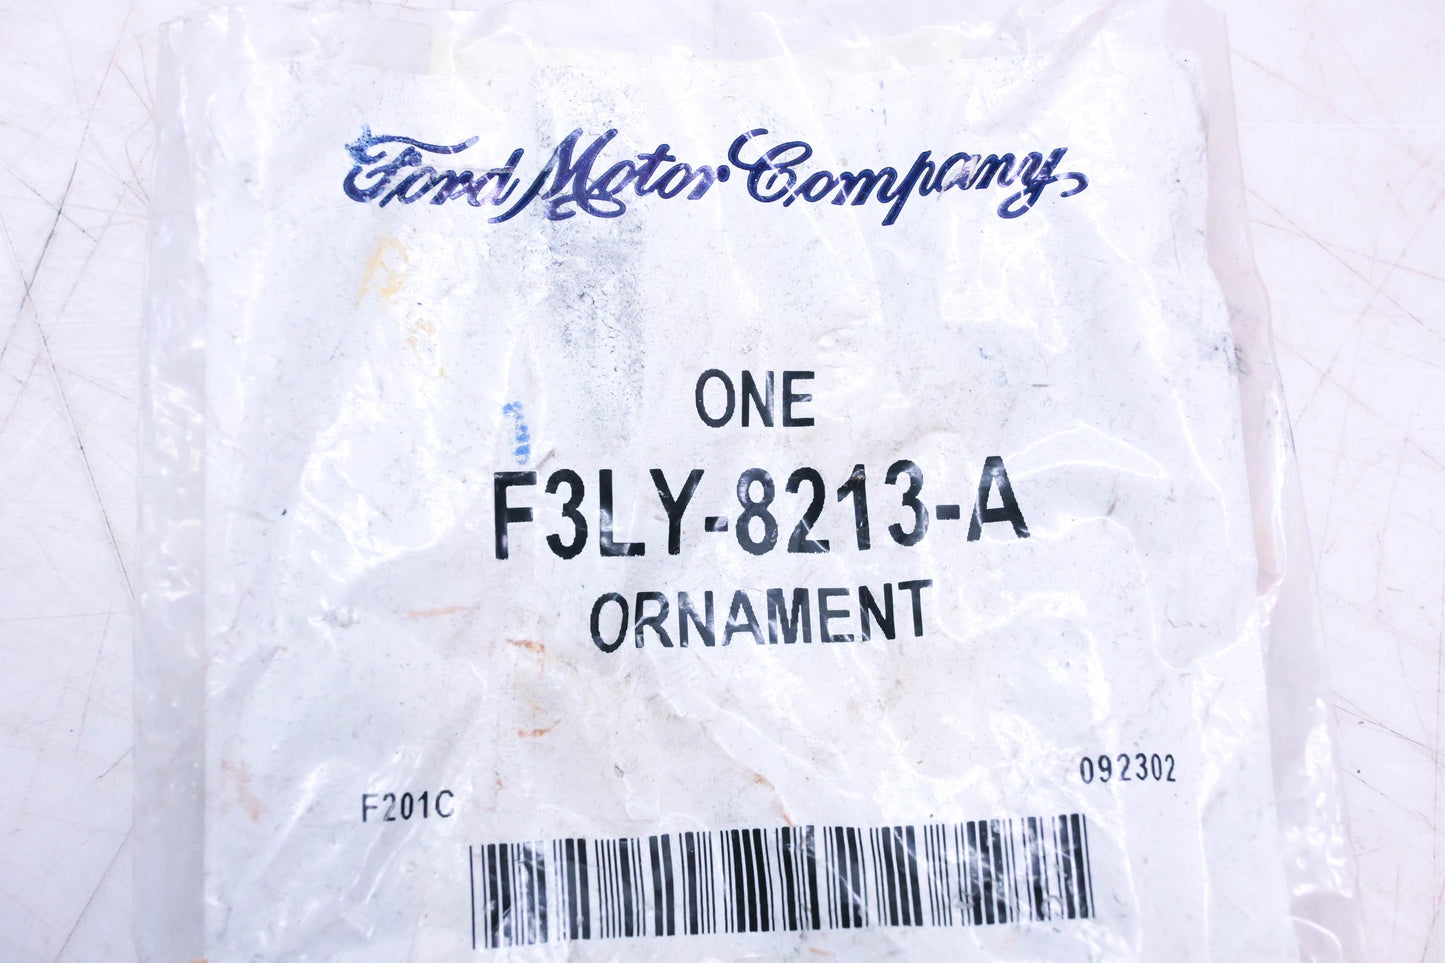 Ford Motor Company,
ONE
F3LY-8213-A
ORNAMENT
092302
F201C